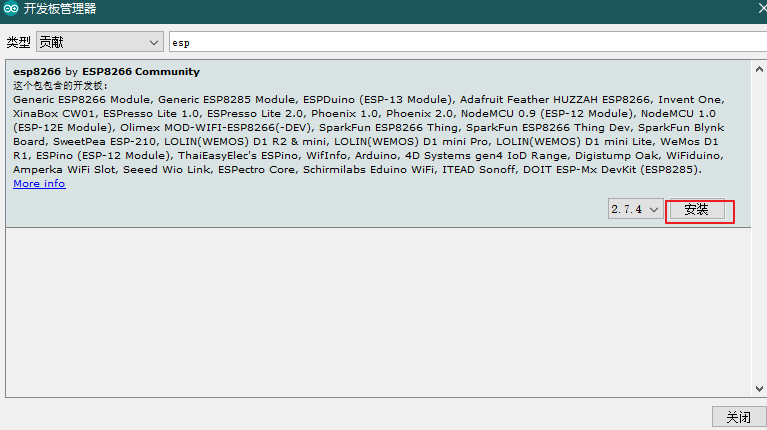 开发板管理器
类型 贡献 esp
esp8266 by ESP8266 Community
这个包包含的开发板:
Generic ESP8266 Module, Generic ESP8285 Module, ESPDuino (ESP-13 Module), Adafruit Feather HUZZAH ESP8266, Invent One,
XinaBox CW01, ESPresso Lite 1.0, ESPresso Lite 2.0, Phoenix 1.0, Phoenix 2.0, NodeMCU 0.9 (ESP-12 Module), NodeMCU 1.0
(ESP-12E Module), Olimex MOD-WIFI-ESP8266(-DEV), SparkFun ESP8266 Thing, SparkFun ESP8266 Thing Dev, SparkFun Blynk
Board, SweetPea ESP-210, LOLIN(WEMOS) D1 R2 & mini, LOLIN(WEMOS) D1 mini Pro, LOLIN(WEMOS) D1 mini Lite, WeMos D1
R1, ESPino (ESP-12 Module), ThaiEasyElec's ESPino, WifInfo, Arduino, 4D Systems gen4 IoD Range, Digistump Oak, WiFiduino,
Amperka WiFi Slot, Seeed Wio Link, ESPectro Core, Schirmilabs Eduino WiFi, ITEAD Sonoff, DOIT ESP-Mx DevKit (ESP8285).
More info
2.7.4 安装
关闭